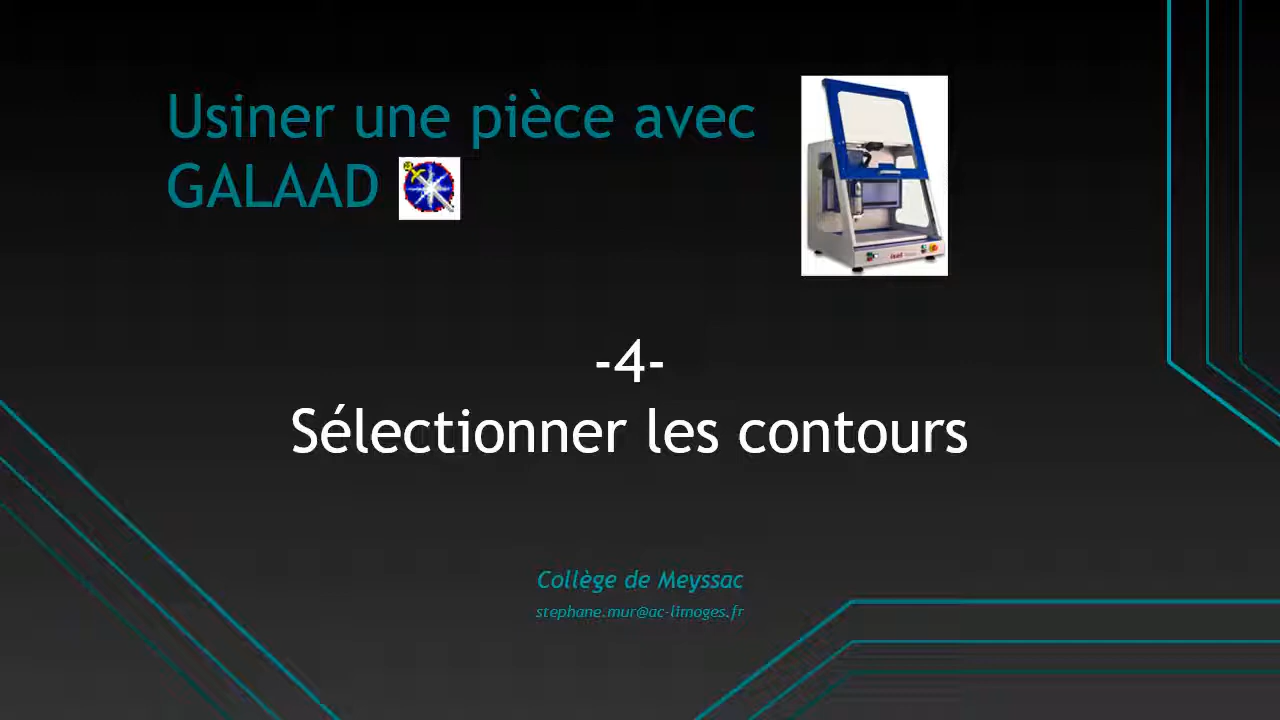 Usiner une pièce avec
GALAAD
-4-
Sélectionner les contours
Collège de Meyssac
stephane.mur@ac-limoges.fr